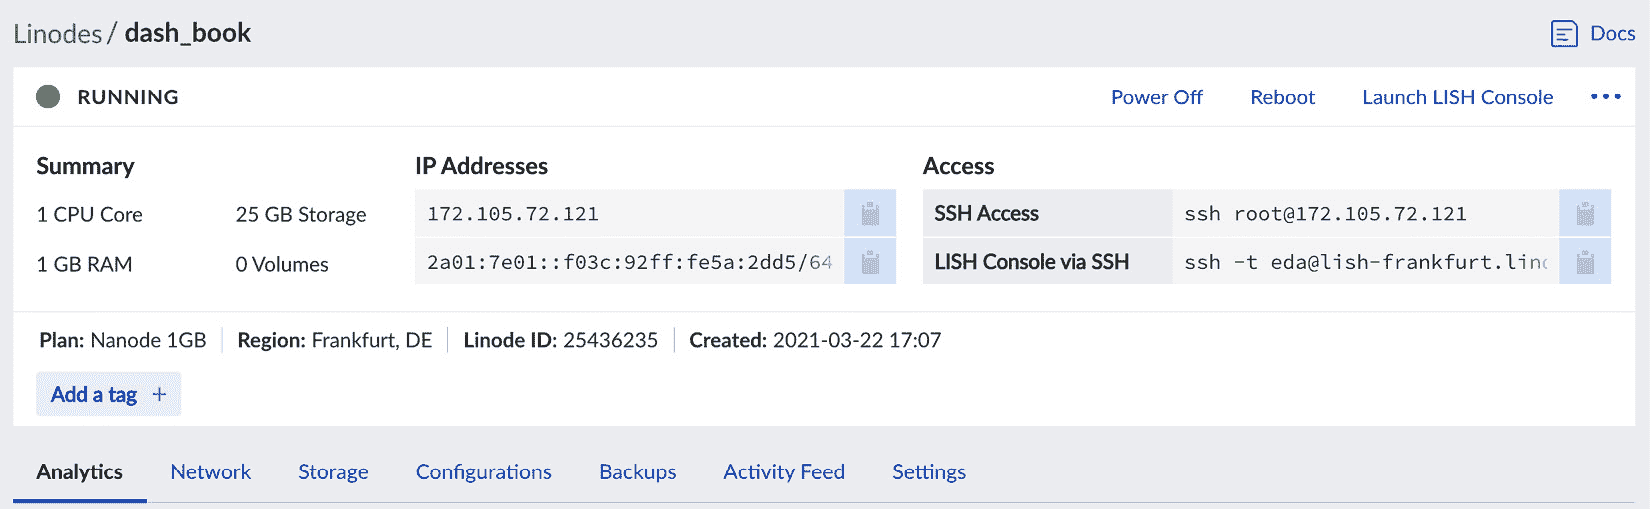 Linodes / dash_book
Docs
RUNNING
Power Off
Reboot
Launch LISH Console
Summary
1 CPU Core
25 GB Storage
1 GB RAM
0 Volumes
IP Addresses
172.105.72.121
2a01:7e01::f03c:92ff:fe5a:2dd5/64
Access
SSH Access
ssh root@172.105.72.121
LISH Console via SSH
ssh -t eda@lish-frankfurt.lin
Plan: Nanode 1GB
Region: Frankfurt, DE
Linode ID: 25436235
Created: 2021-03-22 17:07
Add a tag +
Analytics
Network
Storage
Configurations
Backups
Activity Feed
Settings